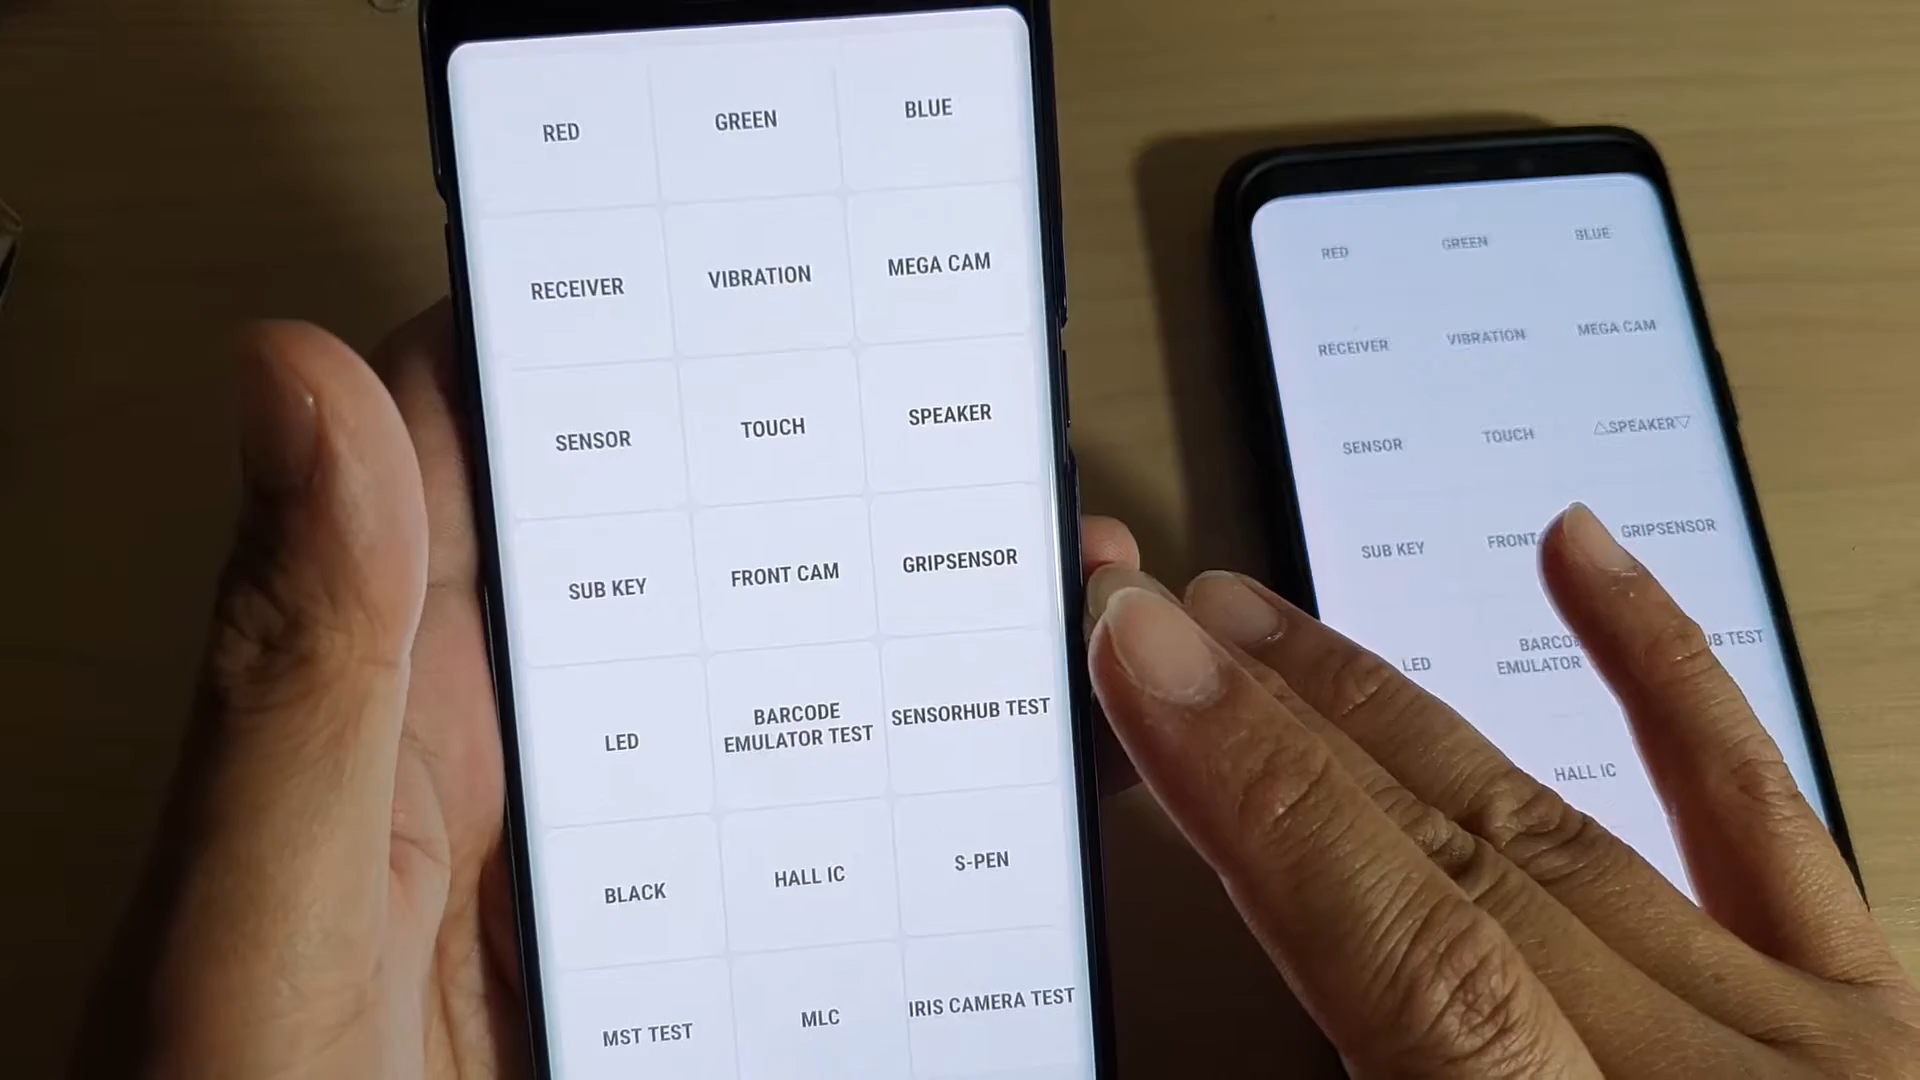 RED
GREEN
BLUE
RECEIVER
VIBRATION
MEGA CAM
SENSOR
TOUCH
SPEAKER
SUB KEY
FRONT CAM
GRIPSENSOR
LED
BARCODE
EMULATOR TEST
SENSORHUB TEST
BLACK
HALL IC
S-PEN
MST TEST
MLC
IRIS CAMERA TEST
RED
GREEN
BLUE
RECEIVER
VIBRATION
MEGA CAM
SENSOR
TOUCH
△SPEAKER▽
SUB KEY
FRONT
GRIPSENSOR
LED
EMULATOR
TEST
HALL IC